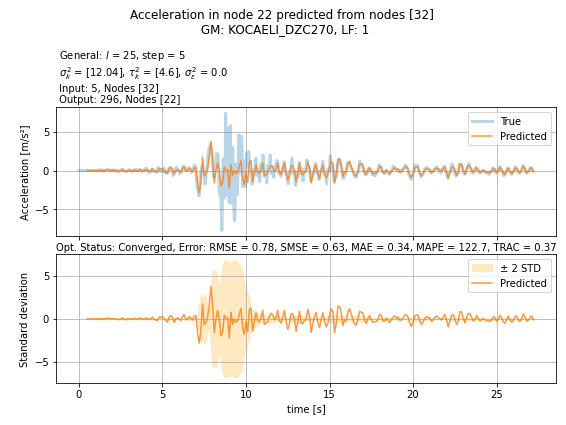 Acceleration in node 22 predicted from nodes [32]
GM: KOCAELI_DZC270, LF: 1
General: l = 25, step = 5
σ_k² = [12.04], τ_k² = [4.6], σ_ε² = 0.0
Input: 5, Nodes [32]
Output: 296, Nodes [22]
Acceleration [m/s²]
5
0
−5
True
Predicted
Opt. Status: Converged, Error: RMSE = 0.78, SMSE = 0.63, MAE = 0.34, MAPE = 122.7, TRAC = 0.37
Standard deviation
5
0
−5
± 2 STD
Predicted
0 5 10 15 20 25
time [s]